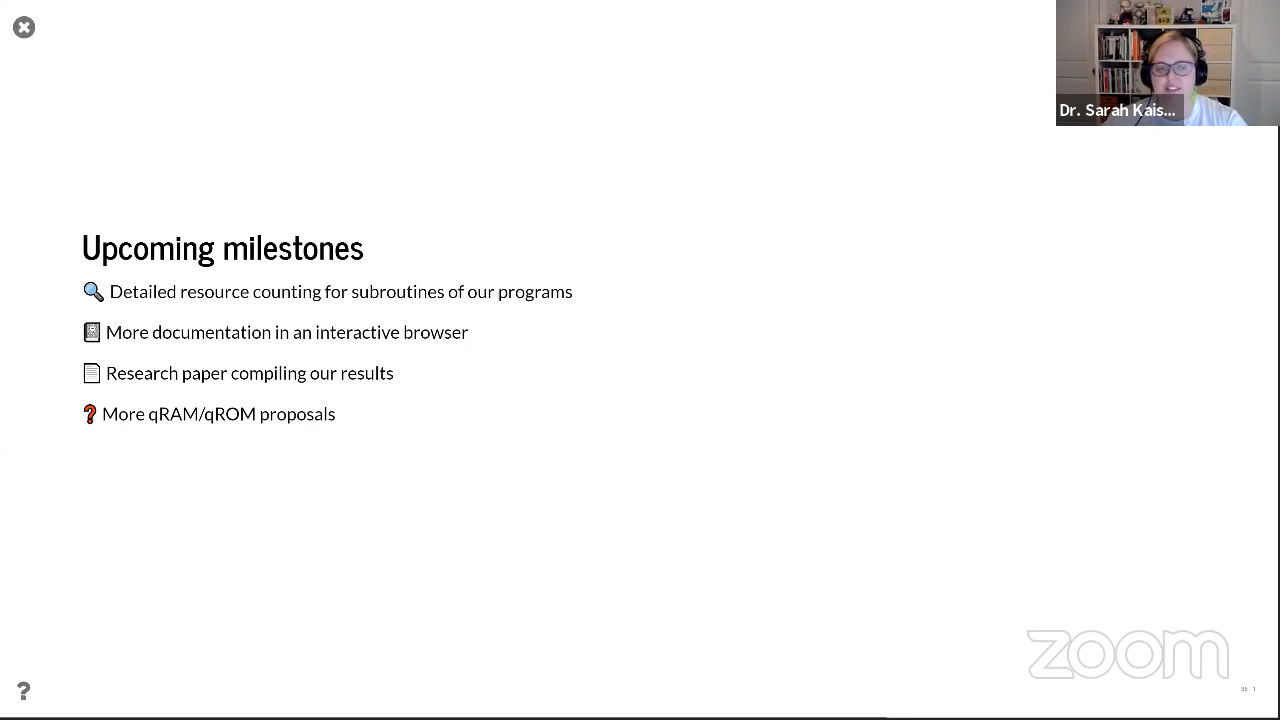 Dr. Sarah Kais...
Upcoming milestones
Detailed resource counting for subroutines of our programs
More documentation in an interactive browser
Research paper compiling our results
More qRAM/qROM proposals
zoom
?